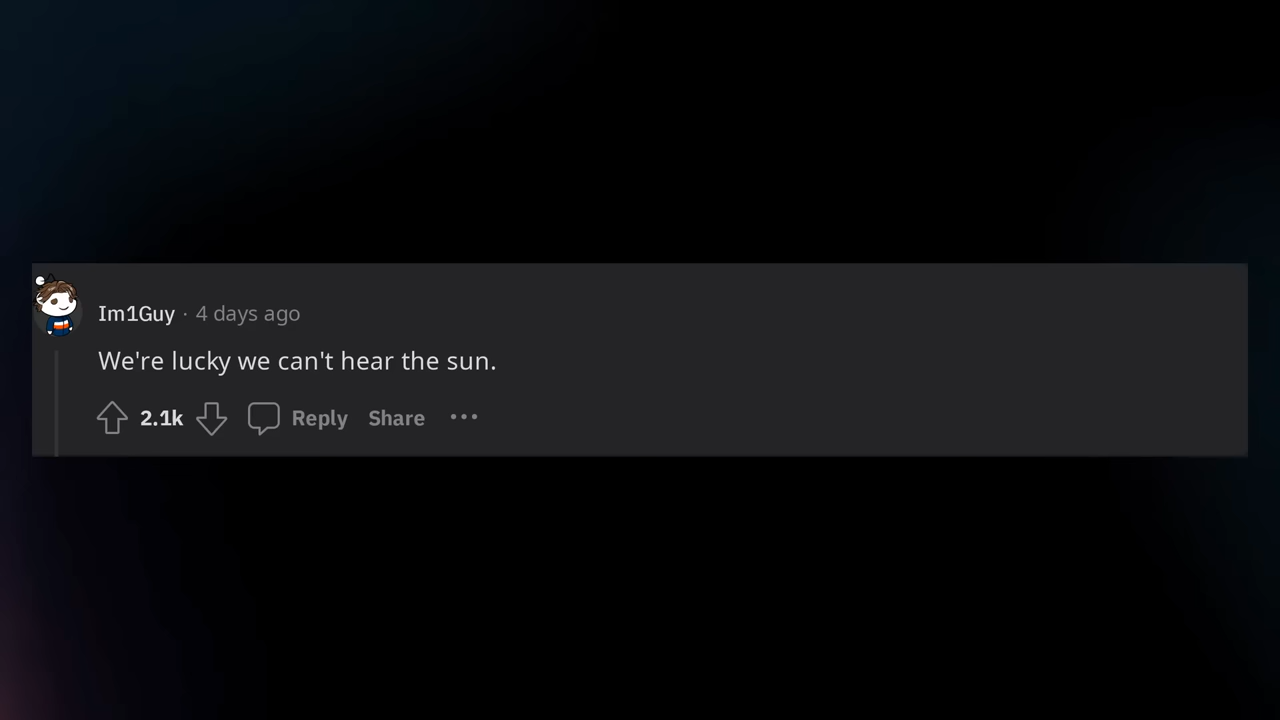 Im1Guy · 4 days ago
We're lucky we can't hear the sun.
2.1k Reply Share ···